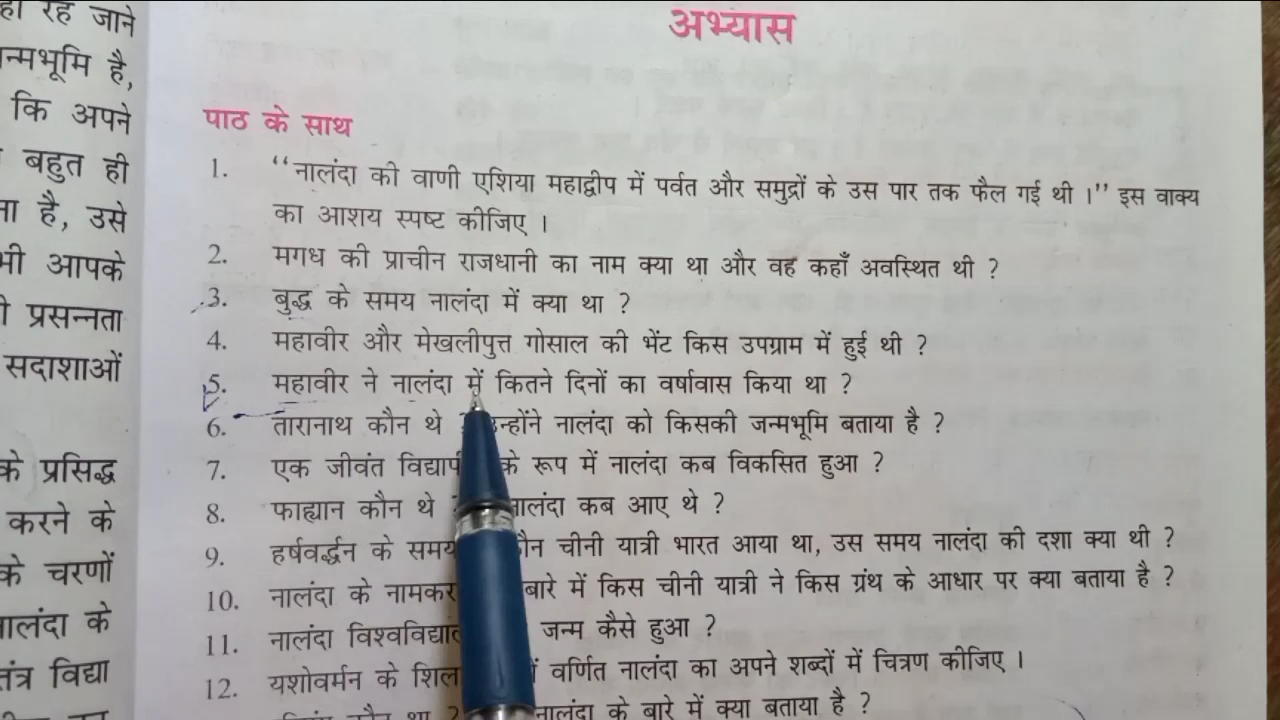 हा रह जाने
न्मभूमि है,
कि अपने
बहुत ही
ना है, उसे
भी आपके
ी प्रसन्नता
सदाशाओं
के प्रसिद्ध
करने के
के चरणों
ालंदा के
तंत्र विद्या
अभ्यास
पाठ के साथ
1. ‘‘नालंदा की वाणी एशिया महाद्वीप में पर्वत और समुद्रों के उस पार तक फैल गई थी ।’’ इस वाक्य
का आशय स्पष्ट कीजिए ।
2. मगध की प्राचीन राजधानी का नाम क्या था और वह कहाँ अवस्थित थी ?
3. बुद्ध के समय नालंदा में क्या था ?
4. महावीर और मेखलीपुत्त गोसाल की भेंट किस उपग्राम में हुई थी ?
5. महावीर ने नालंदा में कितने दिनों का वर्षावास किया था ?
6. तारानाथ कौन थे ? उन्होंने नालंदा को किसकी जन्मभूमि बताया है ?
7. एक जीवंत विद्याप के रूप में नालंदा कब विकसित हुआ ?
8. फाह्यान कौन थे नालंदा कब आए थे ?
9. हर्षवर्द्धन के समय कौन चीनी यात्री भारत आया था, उस समय नालंदा की दशा क्या थी ?
10. नालंदा के नामकर बारे में किस चीनी यात्री ने किस ग्रंथ के आधार पर क्या बताया है ?
11. नालंदा विश्वविद्या जन्म कैसे हुआ ?
12. यशोवर्मन के शिल में वर्णित नालंदा का अपने शब्दों में चित्रण कीजिए ।
कौन था ? नालंदा के बारे में क्या बताया है ?